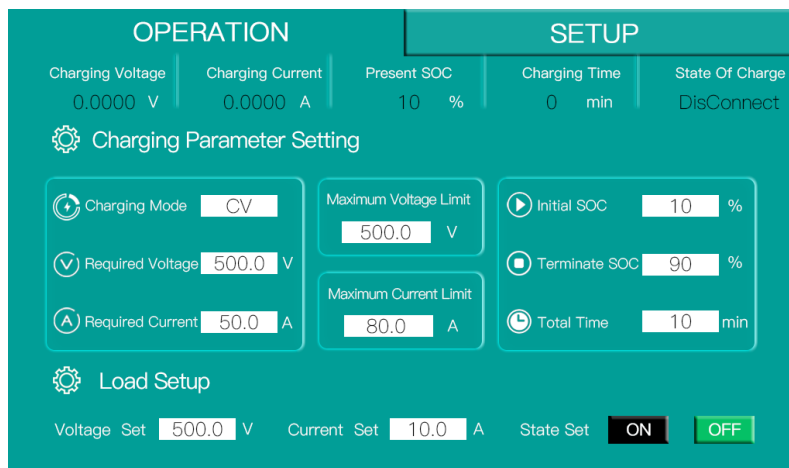 OPERATION SETUP
Charging Voltage Charging Current Present SOC Charging Time State Of Charge
0.0000 V 0.0000 A 10 % 0 min DisConnect
Charging Parameter Setting
Charging Mode CV
Required Voltage 500.0 V
Required Current 50.0 A
Maximum Voltage Limit
500.0 V
Maximum Current Limit
80.0 A
Initial SOC 10 %
Terminate SOC 90 %
Total Time 10 min
Load Setup
Voltage Set 500.0 V Current Set 10.0 A State Set ON OFF